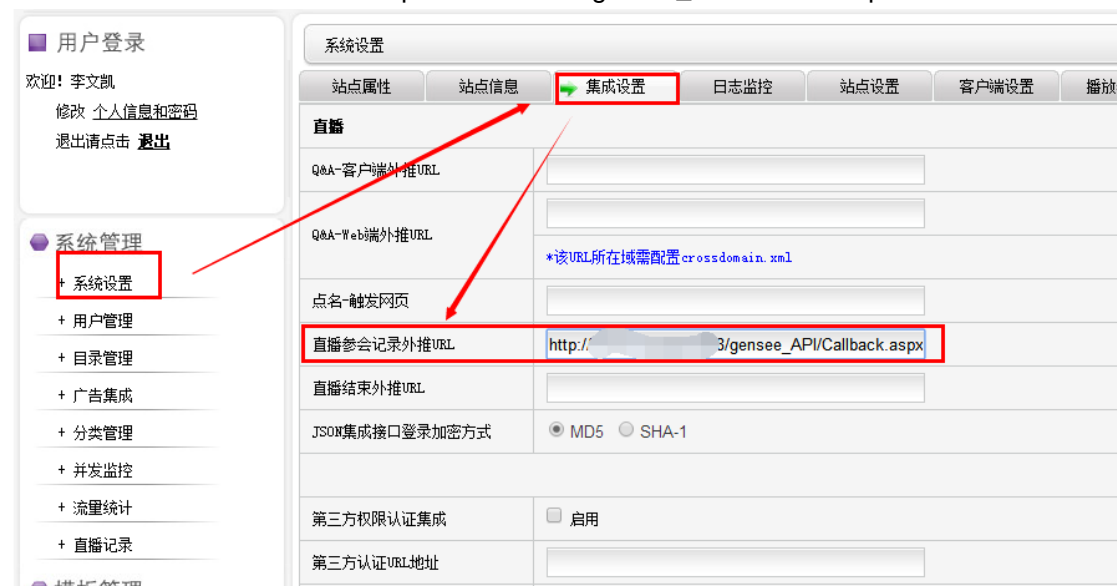 用户登录
欢迎! 李文凯
修改 个人信息和密码
退出请点击 退出
系统管理
+ 系统设置
+ 用户管理
+ 目录管理
+ 广告集成
+ 分类管理
+ 并发监控
+ 流量统计
+ 直播记录
系统设置
站点属性 站点信息 集成设置 日志监控 站点设置 客户端设置 播放
直播
Q&A-客户端外推URL
Q&A-Web端外推URL
*该URL所在域需配置crossdomain.xml
点名-触发网页
直播参会记录外推URL http:/ 3/gensee_API/Callback.aspx
直播结束外推URL
JSON集成接口登录加密方式 MD5 SHA-1
第三方权限认证集成 启用
第三方认证URL地址